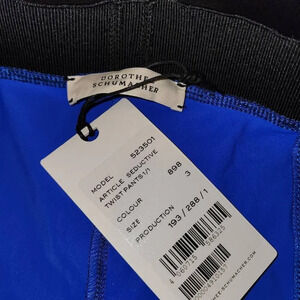 DOROTHEE
SCHUMACHER
MODEL 523501
ARTICLE SEDUCTIVE
TWIST PANTS 1/1
COLOUR 898
SIZE 3
PRODUCTION 193/288/1